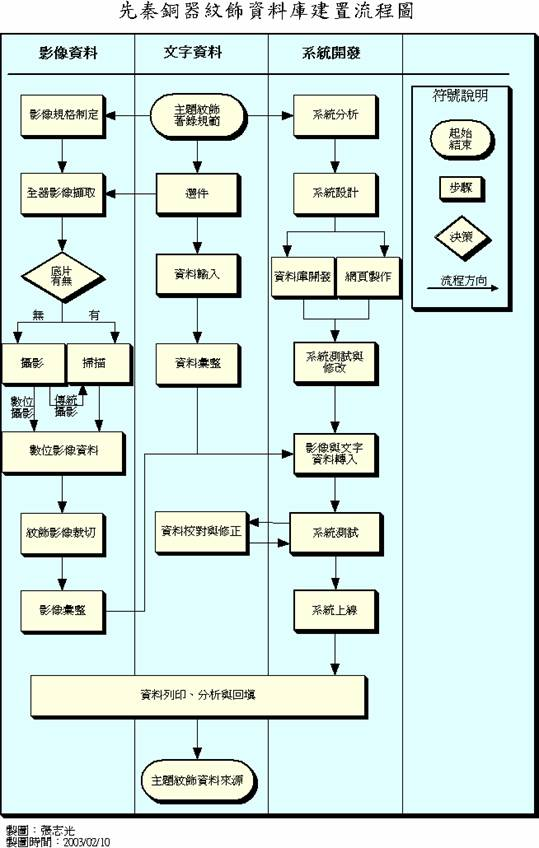 先秦銅器紋飾資料庫建置流程圖
影像資料
文字資料
系統開發
符號說明
影像規格制定
主題紋飾
著錄規範
系統分析
起始
結束
全器影像擷取
選件
系統設計
步驟
底片
有無
資料輸入
資料庫開發
網頁製作
決策
流程方向
無
有
攝影
掃描
資料彙整
系統測試與
修改
數位
攝影
傳統
攝影
數位影像資料
影像與文字
資料轉入
紋飾影像裁切
資料校對與修正
系統測試
影像彙整
系統上線
資料列印、分析與回填
主題紋飾資料來源
製圖：張志光
製圖時間：2003/02/10